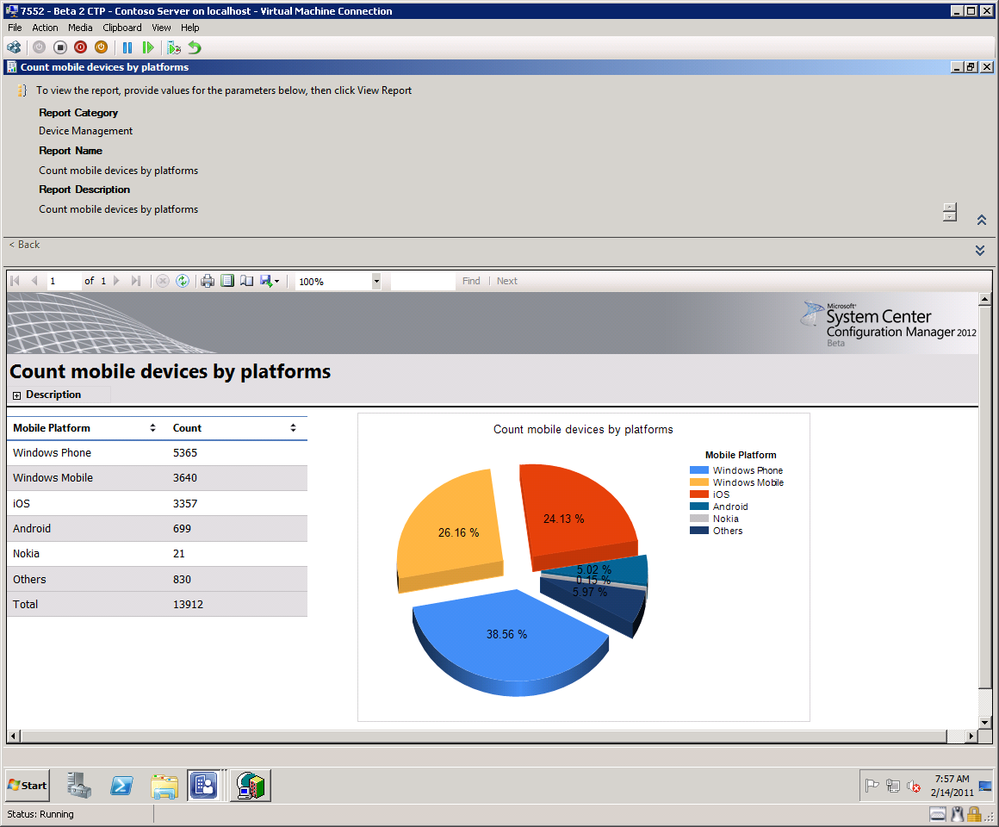 7552 - Beta 2 CTP - Contoso Server on localhost - Virtual Machine Connection
File Action Media Clipboard View Help
Count mobile devices by platforms
To view the report, provide values for the parameters below, then click View Report
Report Category
Device Management
Report Name
Count mobile devices by platforms
Report Description
Count mobile devices by platforms
< Back
1 of 1 100% Find | Next
Microsoft®
System Center
Configuration Manager 2012
Beta
Count mobile devices by platforms
Description
Mobile Platform Count
Windows Phone 5365
Windows Mobile 3640
iOS 3357
Android 699
Nokia 21
Others 830
Total 13912
Count mobile devices by platforms
Mobile Platform
Windows Phone
Windows Mobile
iOS
Android
Nokia
Others
26.16 %
24.13 %
5.02 %
0.15 %
5.97 %
38.56 %
Start
7:57 AM
2/14/2011
Status: Running